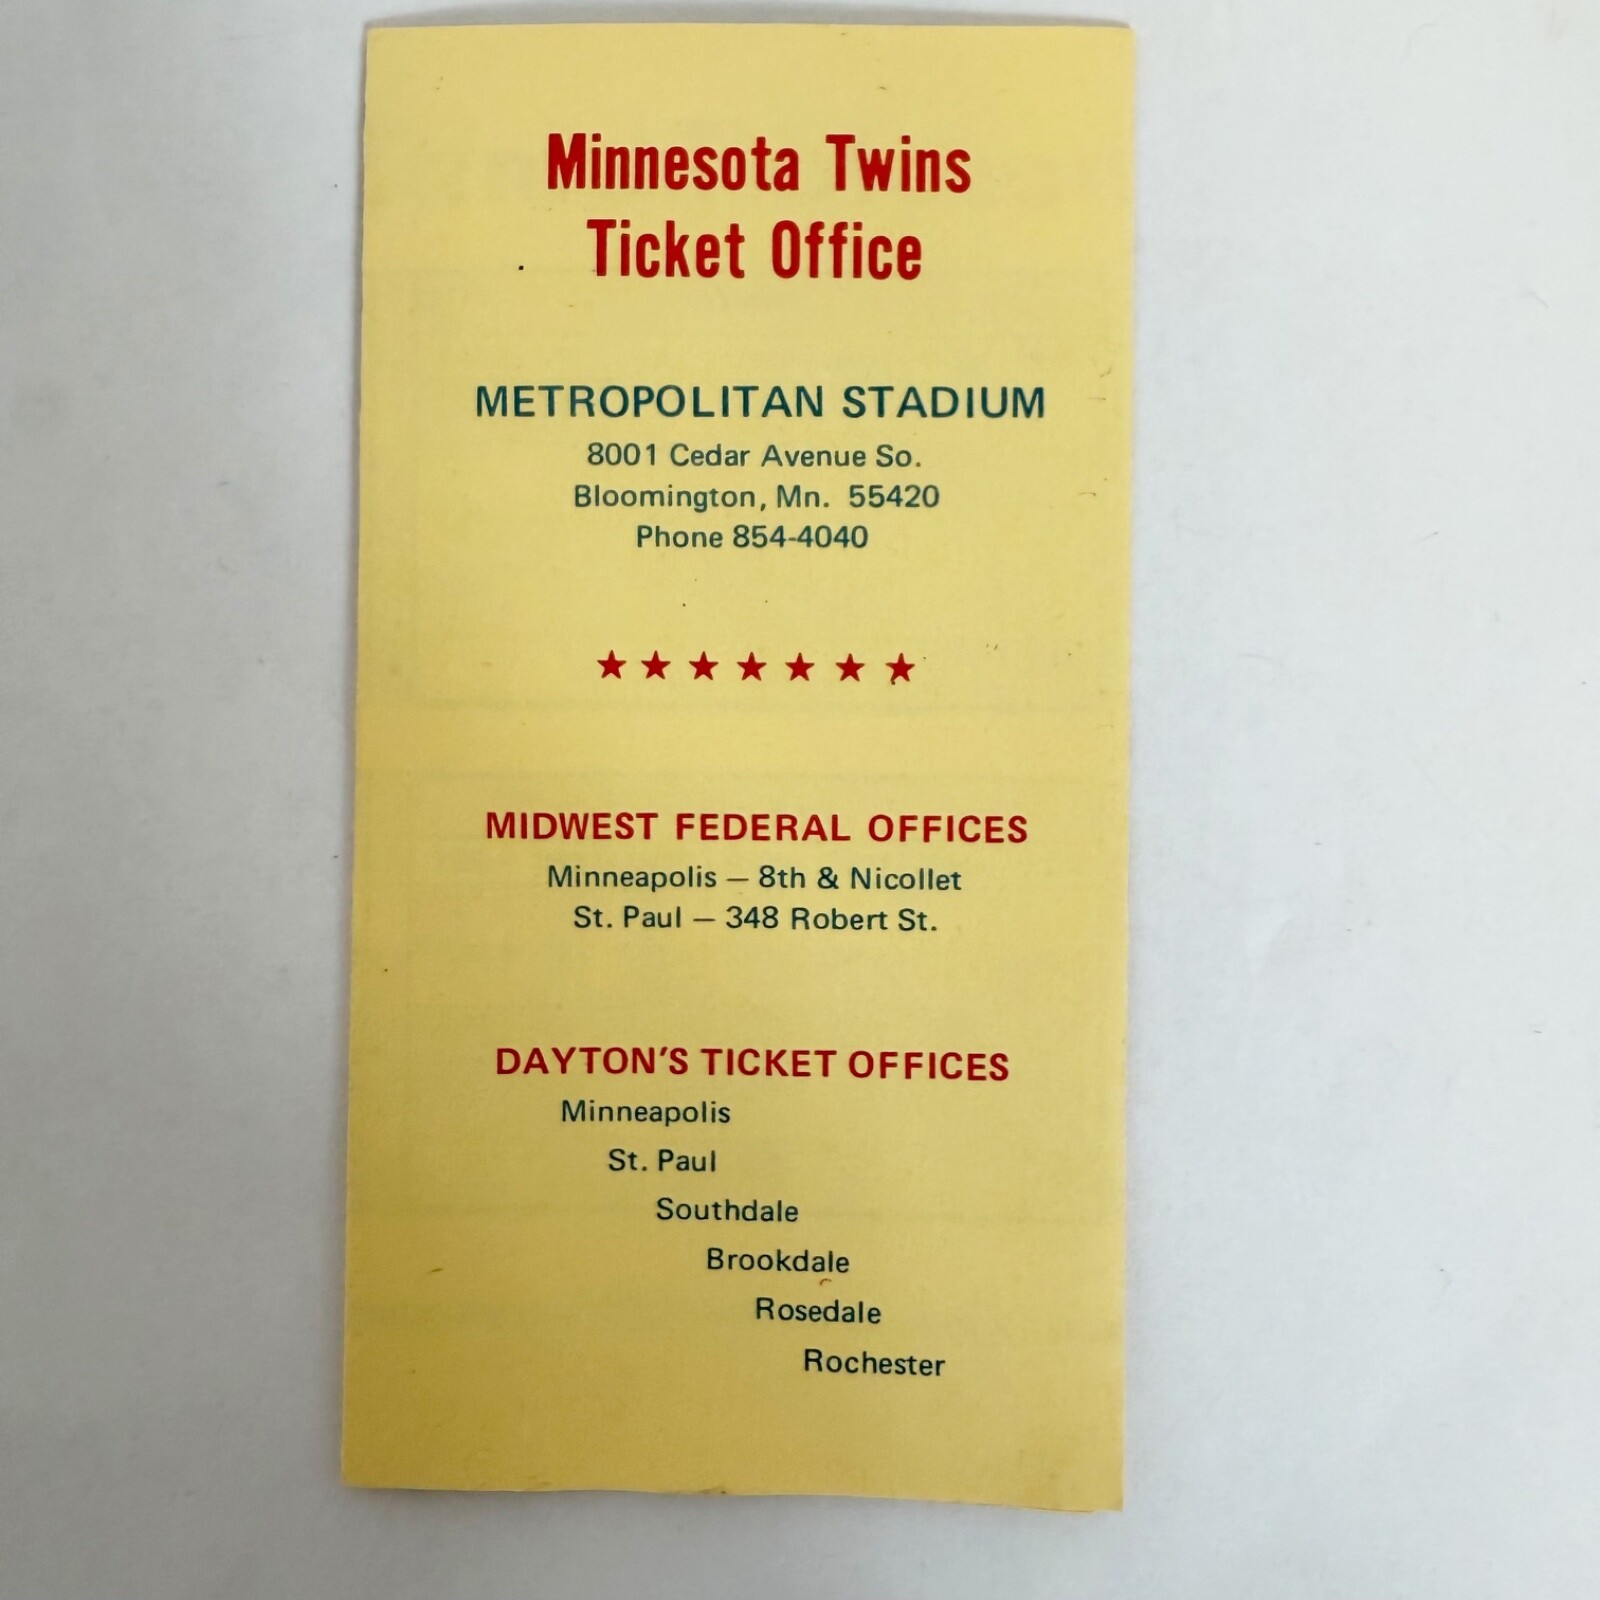 Minnesota Twins
Ticket Office
METROPOLITAN STADIUM
8001 Cedar Avenue So.
Bloomington, Mn. 55420
Phone 854-4040
★ ★ ★ ★ ★ ★ ★
MIDWEST FEDERAL OFFICES
Minneapolis — 8th & Nicollet
St. Paul — 348 Robert St.
DAYTON'S TICKET OFFICES
Minneapolis
St. Paul
Southdale
Brookdale
Rosedale
Rochester